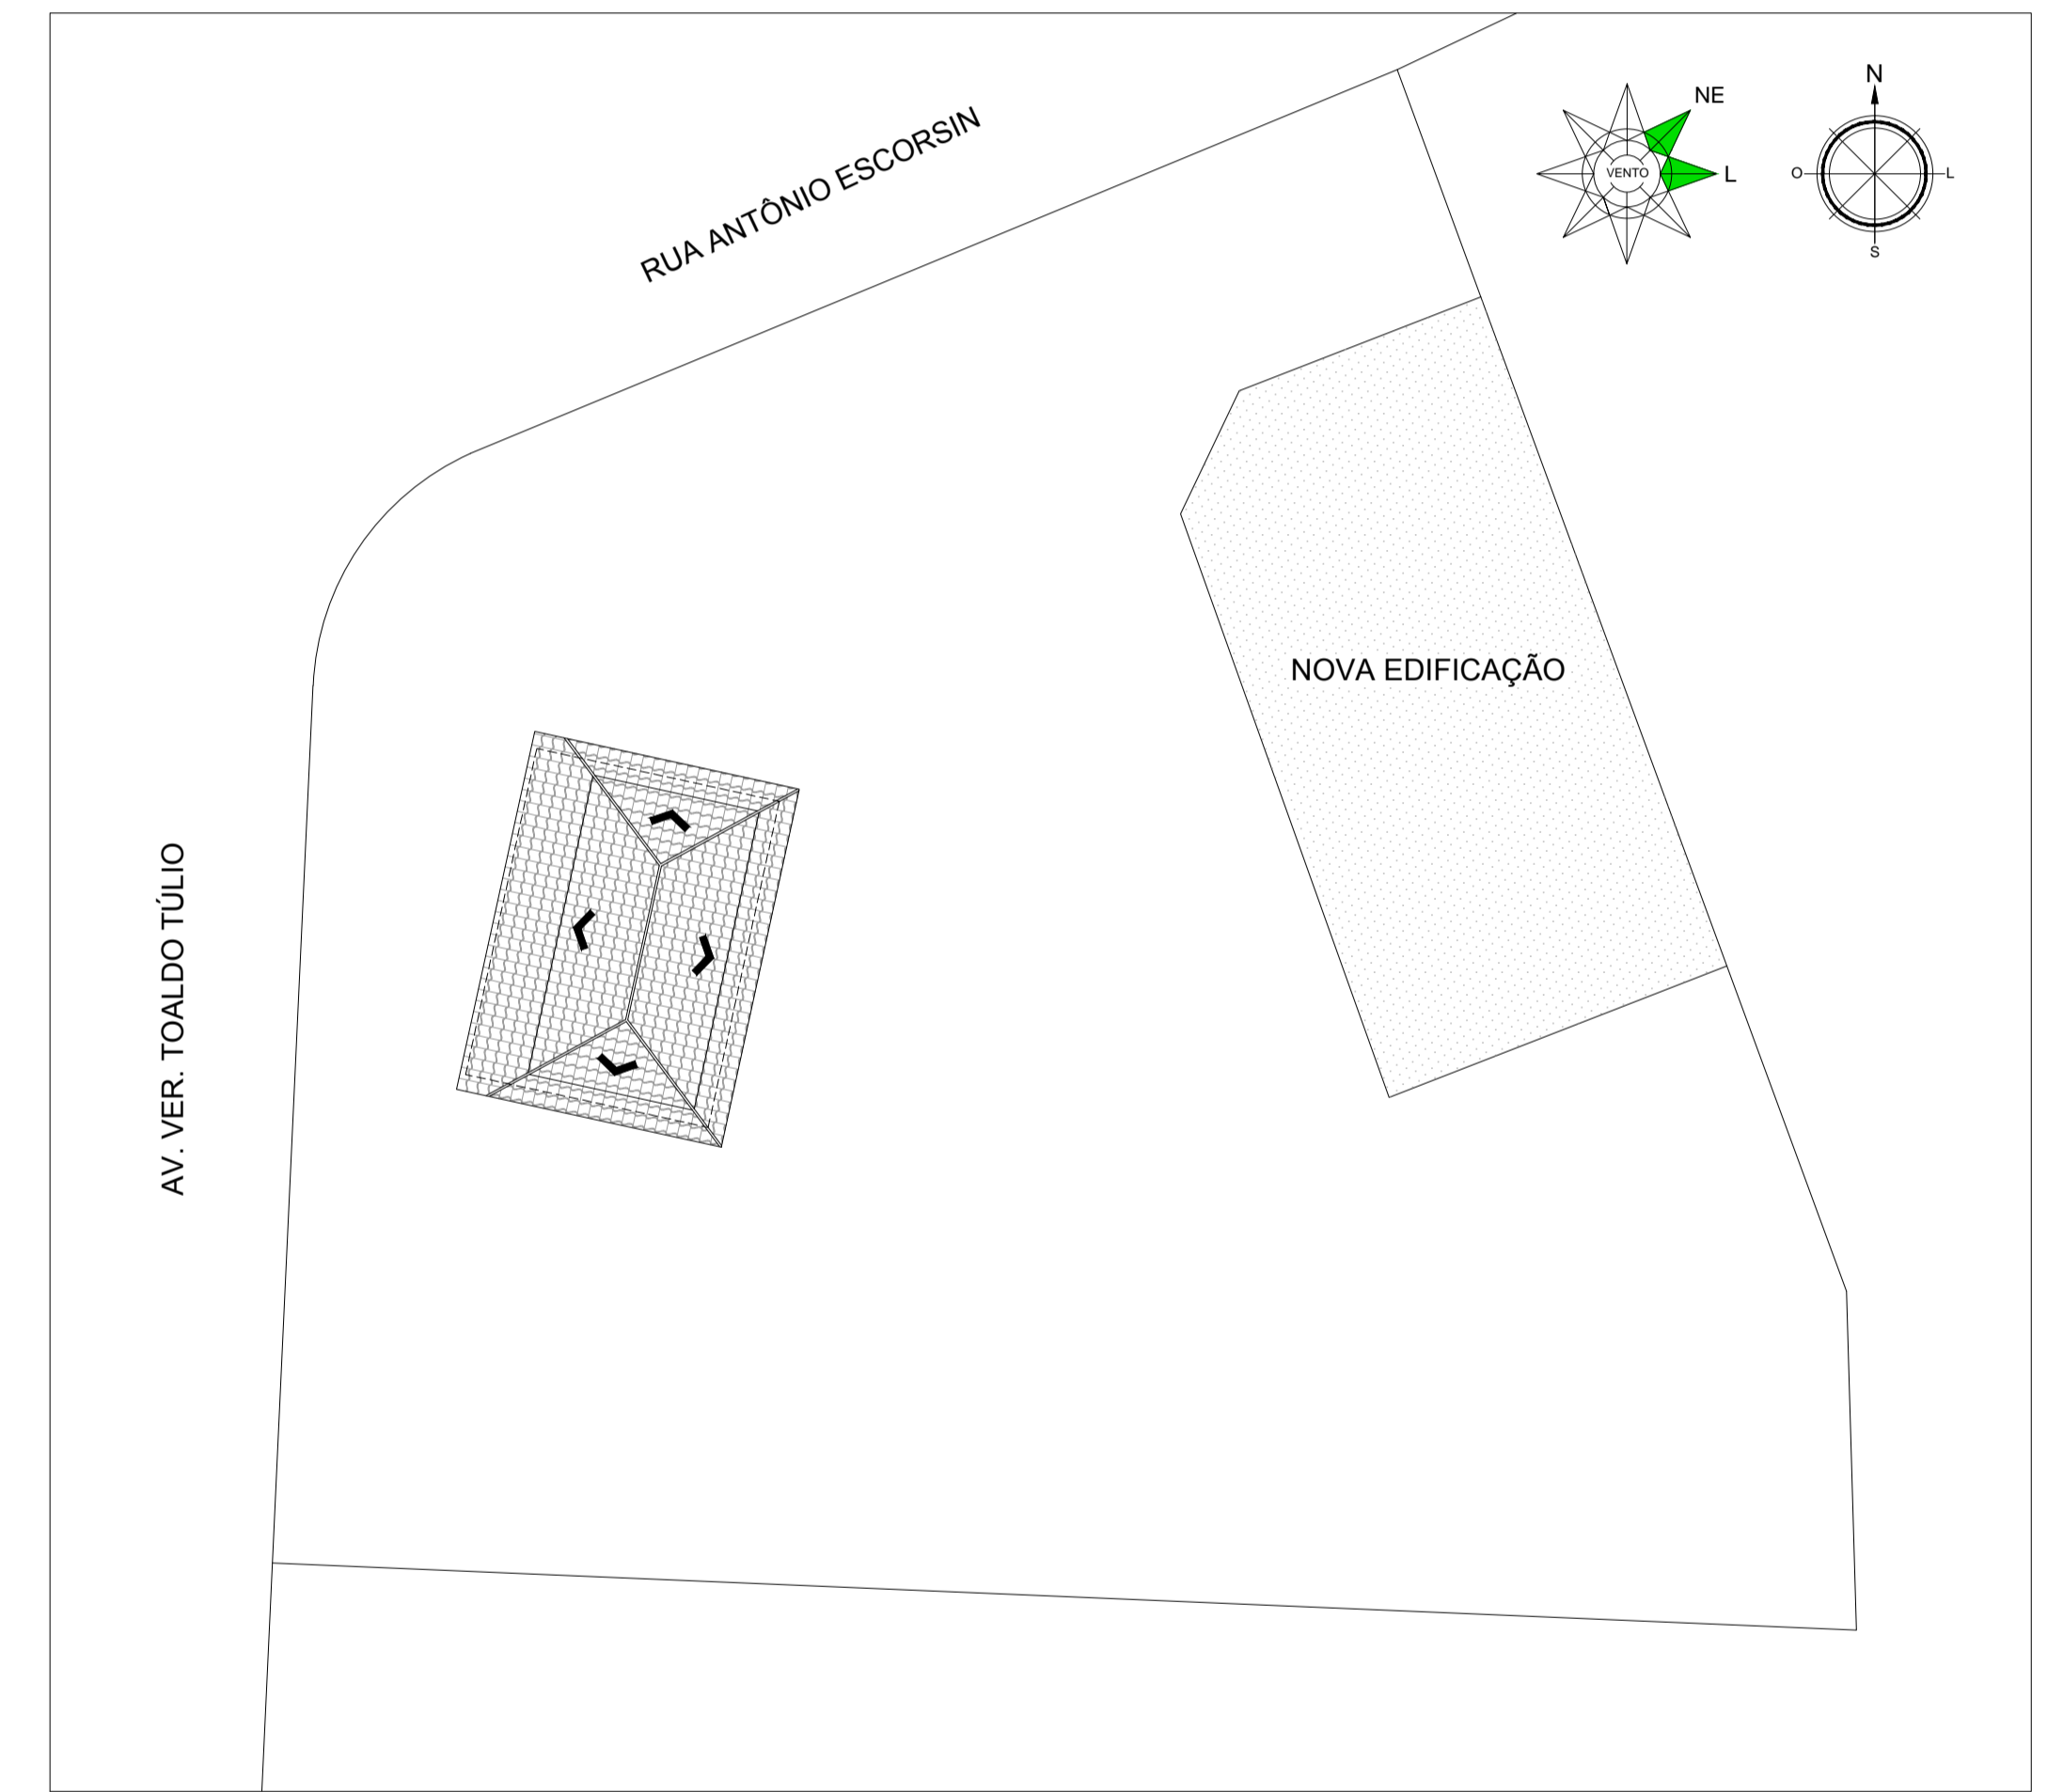 N
NE
RUA ANTÔNIO ESCORSIN
VENTO
L
O
L
S
NOVA EDIFICAÇÃO
AV. VER. TOALDO TÚLIO